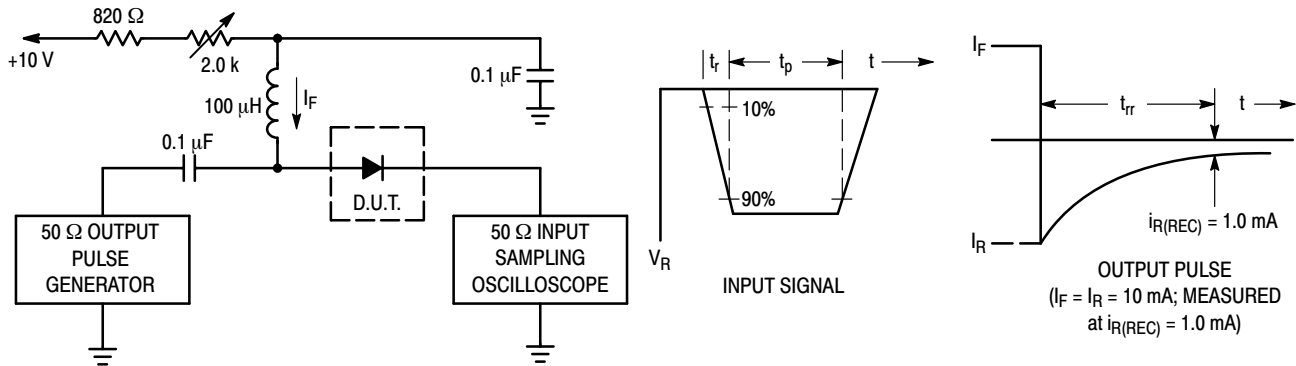 820 Ω
+10 V
2.0 k
100 μH
I_F
0.1 μF
0.1 μF
D.U.T.
50 Ω OUTPUT
PULSE
GENERATOR
50 Ω INPUT
SAMPLING
OSCILLOSCOPE
t_r
t_p
t
10%
90%
V_R
INPUT SIGNAL
I_F
t_rr
t
I_R
i_R(REC) = 1.0 mA
OUTPUT PULSE
(I_F = I_R = 10 mA; MEASURED
at i_R(REC) = 1.0 mA)